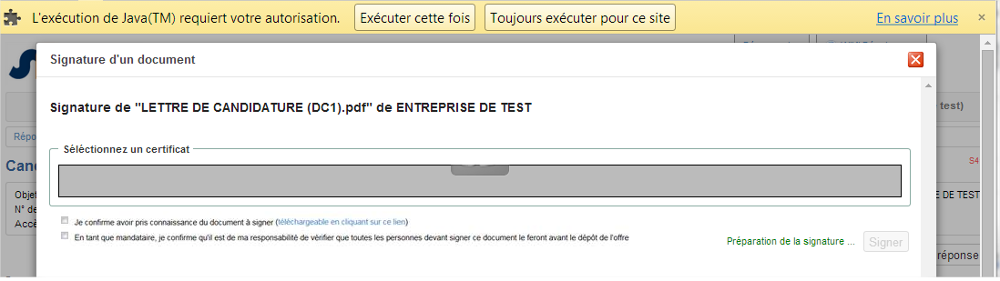 L'exécution de Java(TM) requiert votre autorisation. Exécuter cette fois Toujours exécuter pour ce site En savoir plus ×
Signature d'un document
test)
Signature de "LETTRE DE CANDIDATURE (DC1).pdf" de ENTREPRISE DE TEST
Répo
Séléctionnez un certificat
Cand
S4
Objet
E DE TEST
N° de
Accè
Je confirme avoir pris connaissance du document à signer (téléchargeable en cliquant sur ce lien)
En tant que mandataire, je confirme qu'il est de ma responsabilité de vérifier que toutes les personnes devant signer ce document le feront avant le dépôt de l'offre
Préparation de la signature ... Signer
réponse